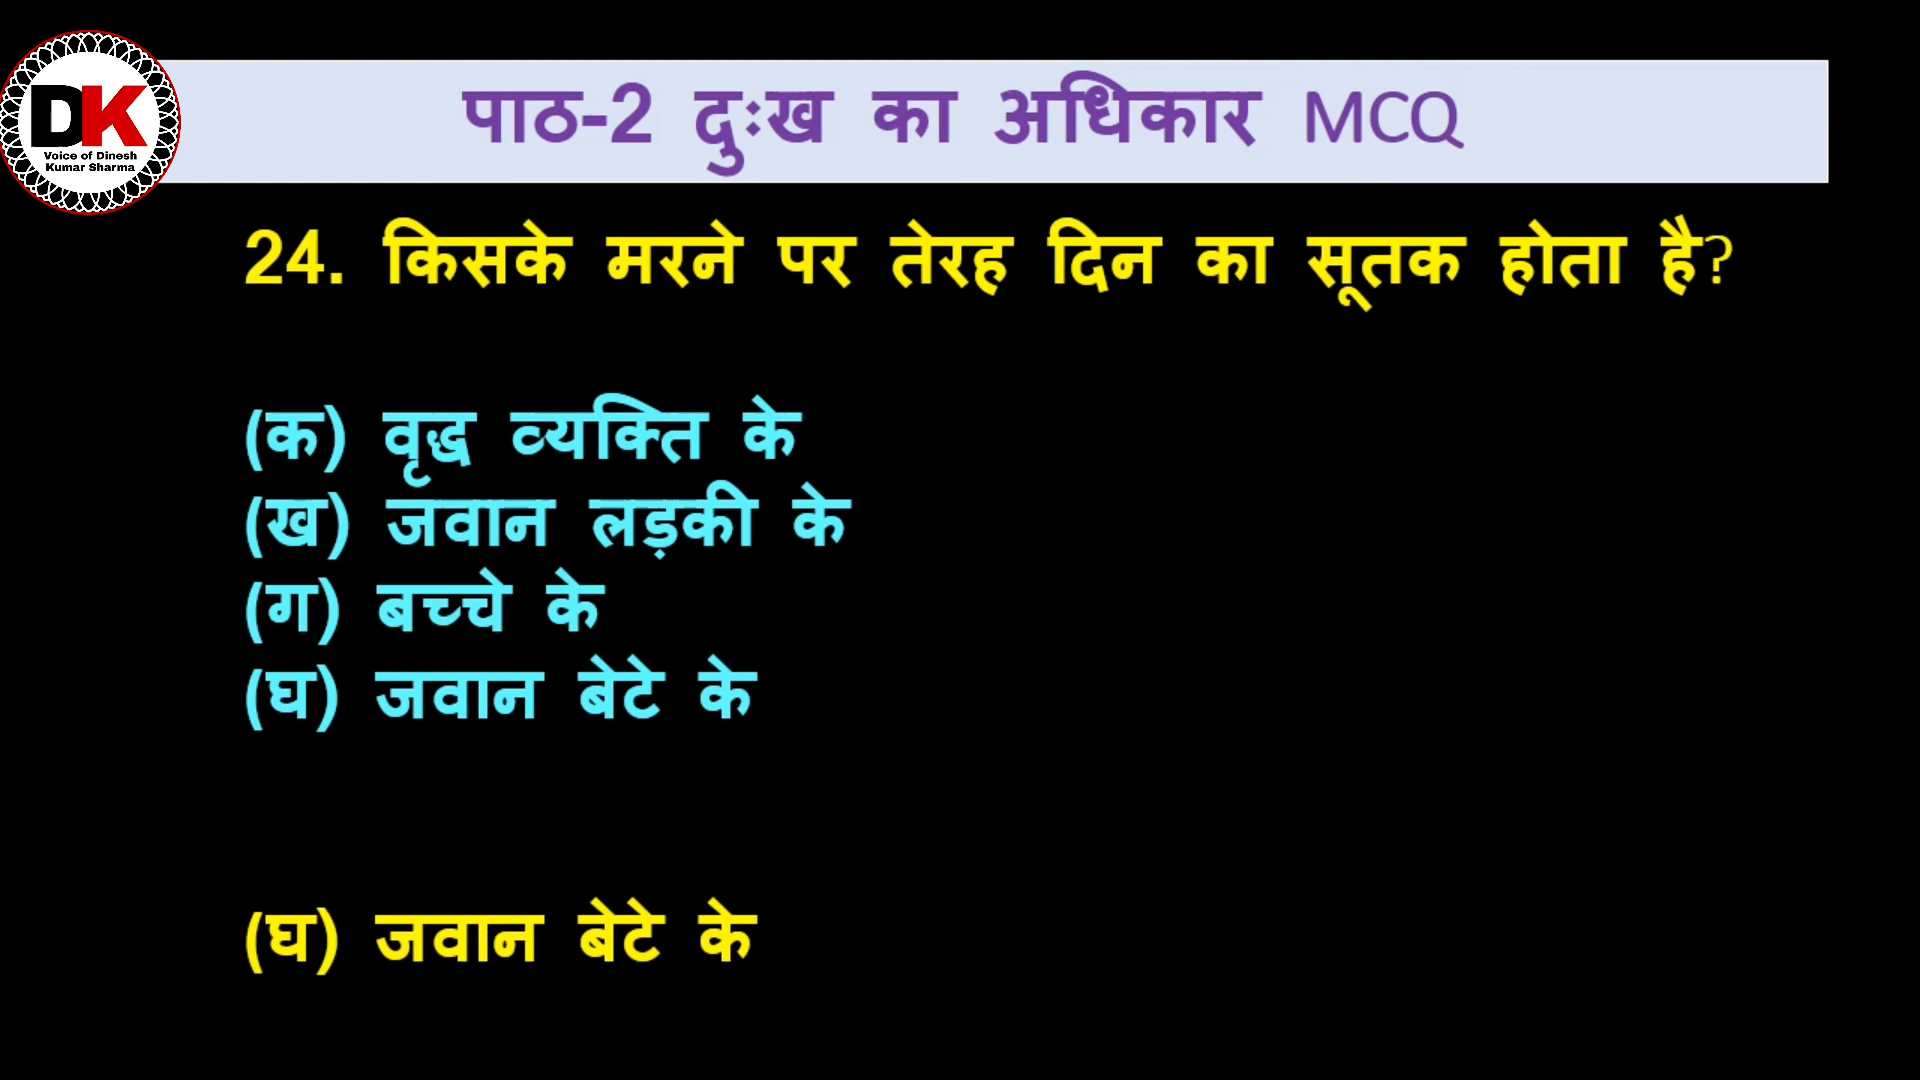 DK
Voice of Dinesh
Kumar Sharma
पाठ-2 दुःख का अधिकार MCQ
24. किसके मरने पर तेरह दिन का सूतक होता है?
(क) वृद्ध व्यक्ति के
(ख) जवान लड़की के
(ग) बच्चे के
(घ) जवान बेटे के
(घ) जवान बेटे के